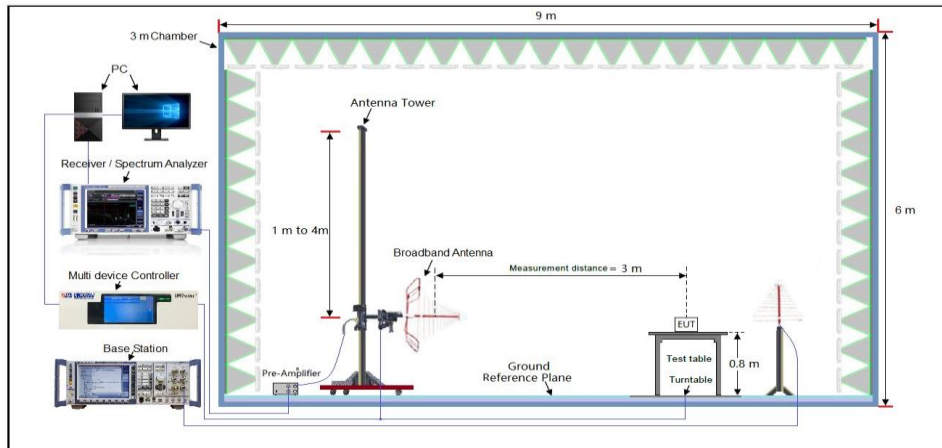 9 m
3 m Chamber
PC
Antenna Tower
Receiver / Spectrum Analyzer
1 m to 4m
6 m
Broadband Antenna
Measurement distance = 3 m
Multi device Controller
EUT
Base Station
Test table
0.8 m
Pre-Amplifier
Ground
Reference Plane
Turntable